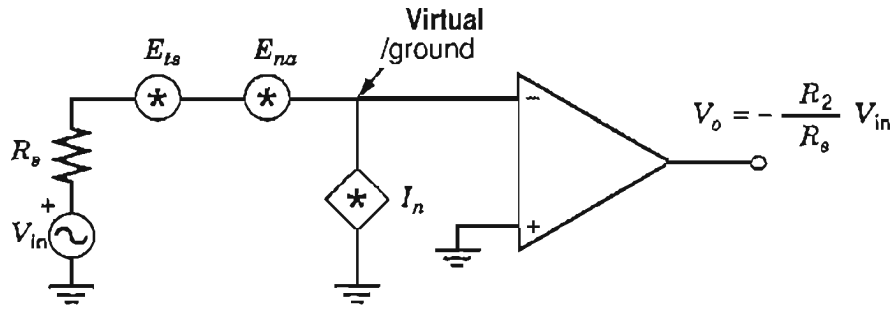 Virtual
/ground
E_ts
E_na
R_s
+
V_in
I_n
−
+
V_o = − R_2 / R_s V_in